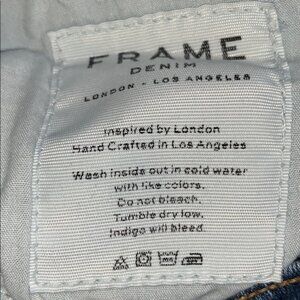 FRAME
DENIM
LONDON - LOS ANGELES
Inspired by London
Hand Crafted in Los Angeles
Wash inside out in cold water
with like colors.
Do not bleach.
Tumble dry low.
Indigo will bleed.